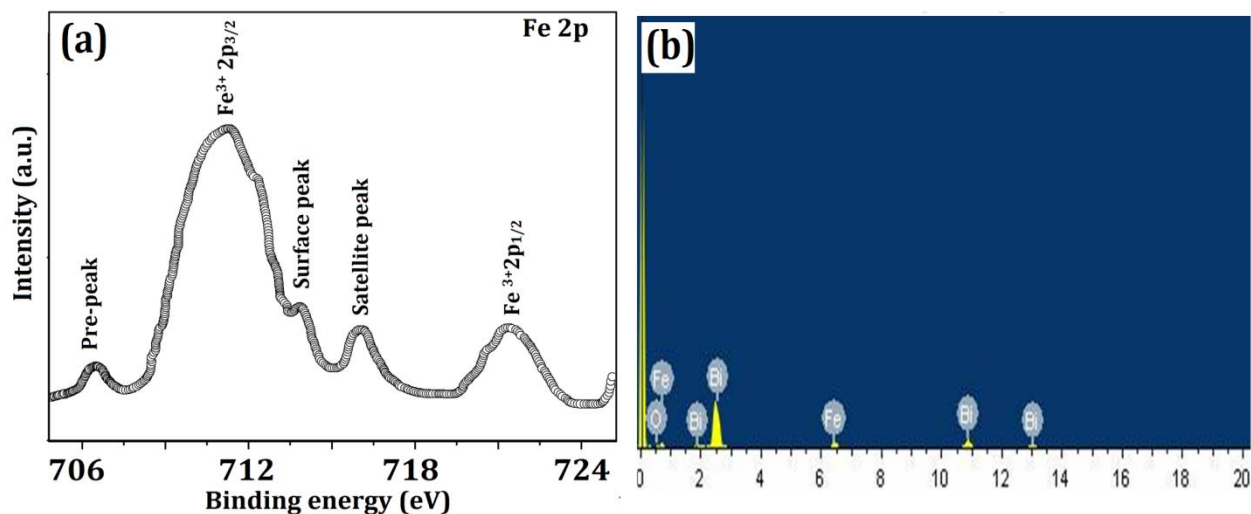 (a)
Fe 2p
Fe³⁺ 2p3/2
Pre-peak
Surface peak
Satellite peak
Fe ³⁺2p1/2
Intensity (a.u.)
706 712 718 724
Binding energy (eV)
(b)
Fe
O
Bi
Bi
Fe
Bi
Bi
0 2 4 6 8 10 12 14 16 18 20